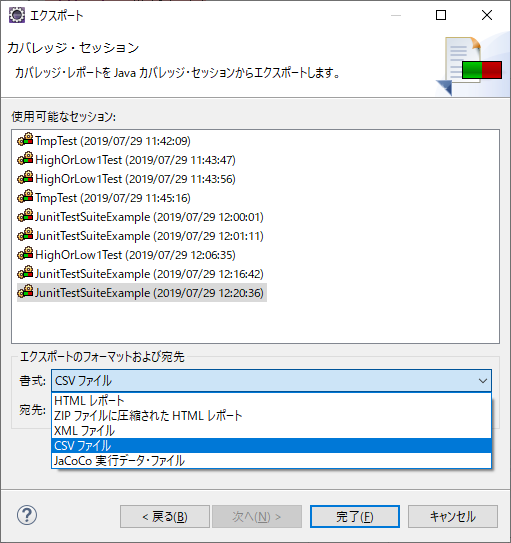 エクスポート
カバレッジ・セッション
カバレッジ・レポートを Java カバレッジ・セッションからエクスポートします。
使用可能なセッション:
TmpTest (2019/07/29 11:42:09)
HighOrLow1Test (2019/07/29 11:43:47)
HighOrLow1Test (2019/07/29 11:43:56)
TmpTest (2019/07/29 11:45:16)
JunitTestSuiteExample (2019/07/29 12:00:01)
JunitTestSuiteExample (2019/07/29 12:01:11)
HighOrLow1Test (2019/07/29 12:06:35)
JunitTestSuiteExample (2019/07/29 12:16:42)
JunitTestSuiteExample (2019/07/29 12:20:36)
エクスポートのフォーマットおよび宛先
書式: CSV ファイル
宛先:
HTML レポート
ZIP ファイルに圧縮された HTML レポート
XML ファイル
CSV ファイル
JaCoCo 実行データ・ファイル
? < 戻る(B) 次へ(N) > 完了(F) キャンセル